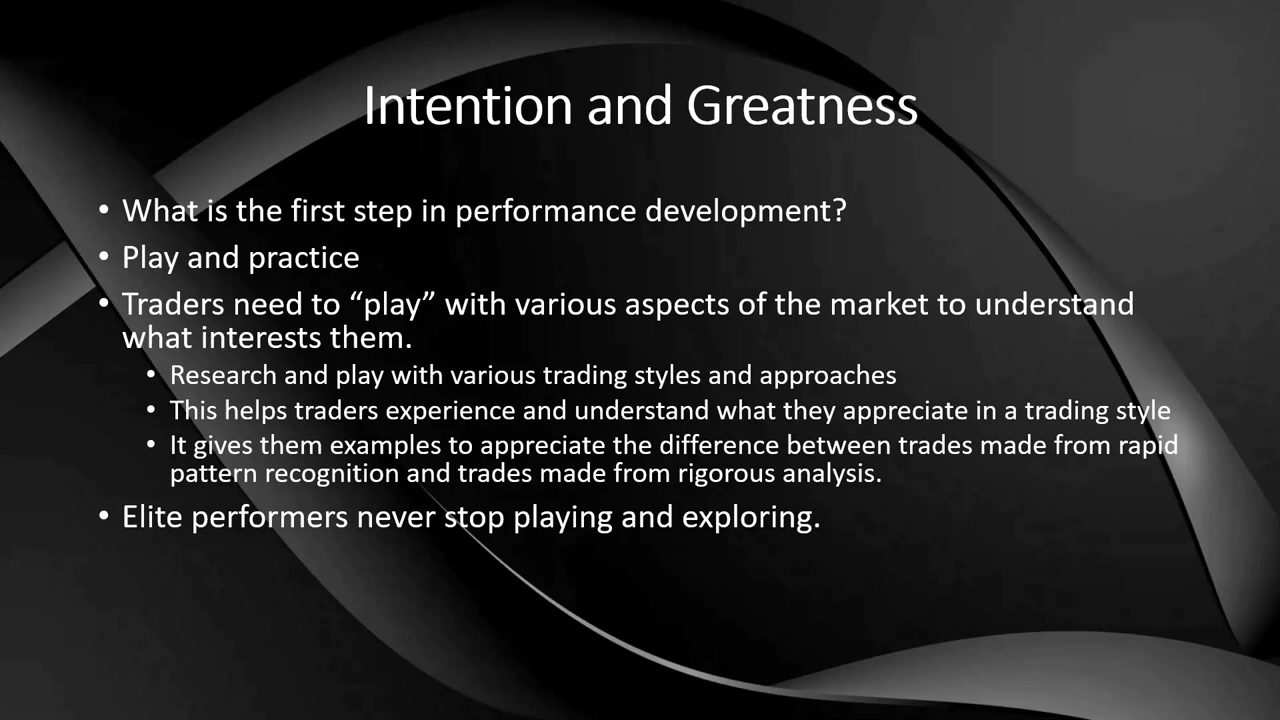 Intention and Greatness
• What is the first step in performance development?
• Play and practice
• Traders need to “play” with various aspects of the market to understand
what interests them.
• Research and play with various trading styles and approaches
• This helps traders experience and understand what they appreciate in a trading style
• It gives them examples to appreciate the difference between trades made from rapid
pattern recognition and trades made from rigorous analysis.
• Elite performers never stop playing and exploring.